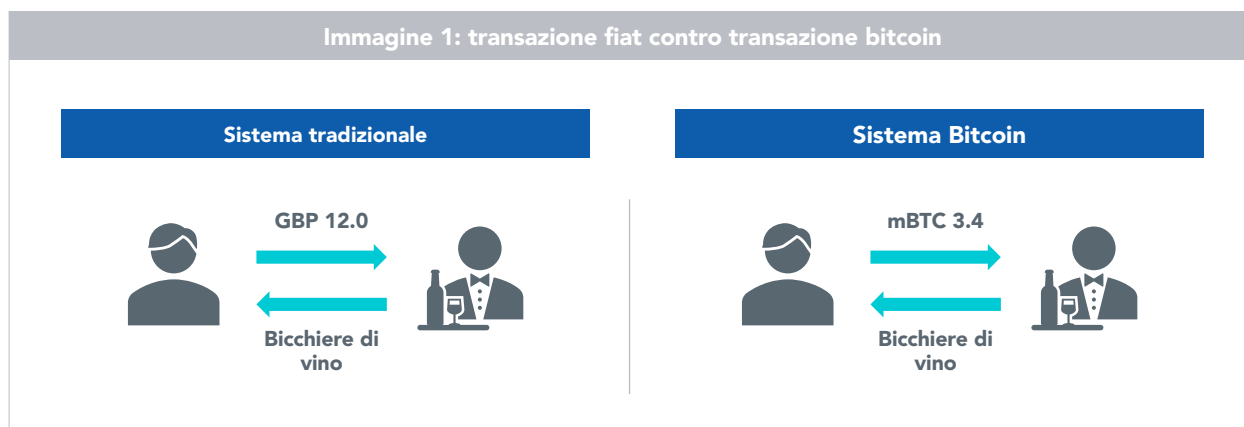 Immagine 1: transazione fiat contro transazione bitcoin
Sistema tradizionale
GBP 12.0
Bicchiere di
vino
Sistema Bitcoin
mBTC 3.4
Bicchiere di
vino